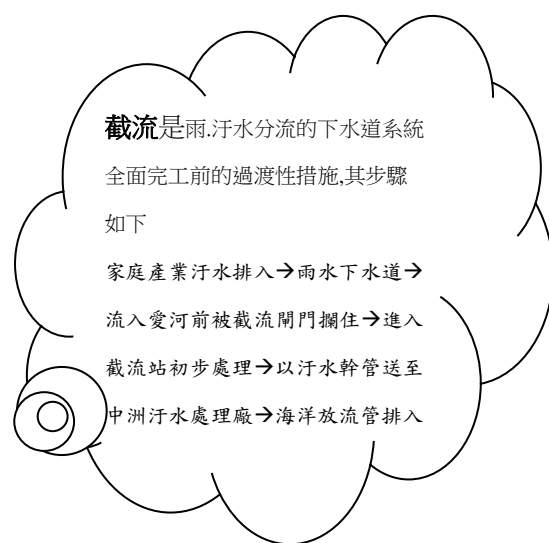 截流是雨.汙水分流的下水道系統
全面完工前的過渡性措施,其步驟
如下
家庭產業汙水排入→雨水下水道→
流入愛河前被截流閘門攔住→進入
截流站初步處理→以汙水幹管送至
中洲汙水處理廠→海洋放流管排入